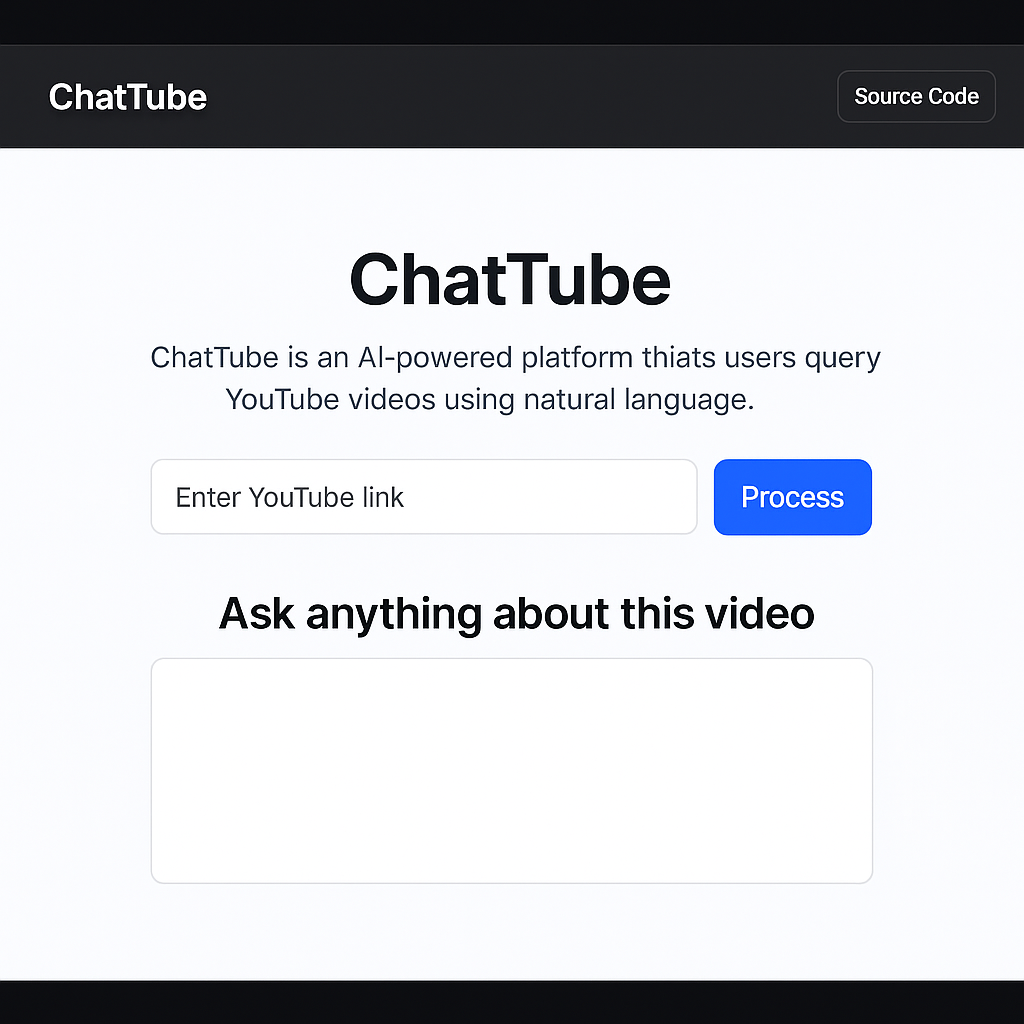 ChatTube
Source Code
ChatTube
ChatTube is an AI-powered platform thiats users query
YouTube videos using natural language.
Enter YouTube link
Process
Ask anything about this video